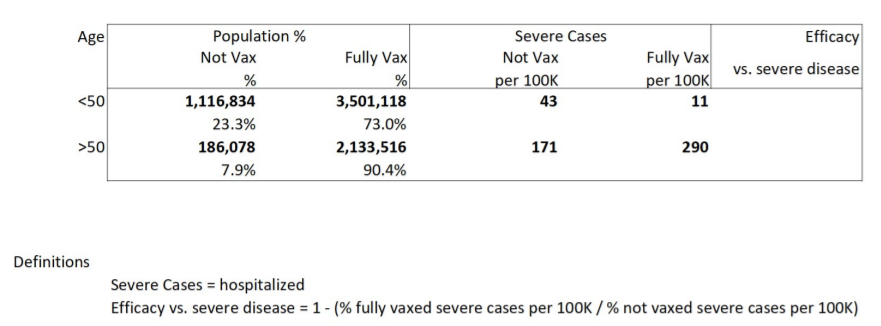 Age Population % Severe Cases Efficacy
Not Vax Fully Vax Not Vax Fully Vax vs. severe disease
% % per 100K per 100K
<50 1,116,834 3,501,118 43 11
23.3% 73.0%
>50 186,078 2,133,516 171 290
7.9% 90.4%
Definitions
Severe Cases = hospitalized
Efficacy vs. severe disease = 1 - (% fully vaxed severe cases per 100K / % not vaxed severe cases per 100K)